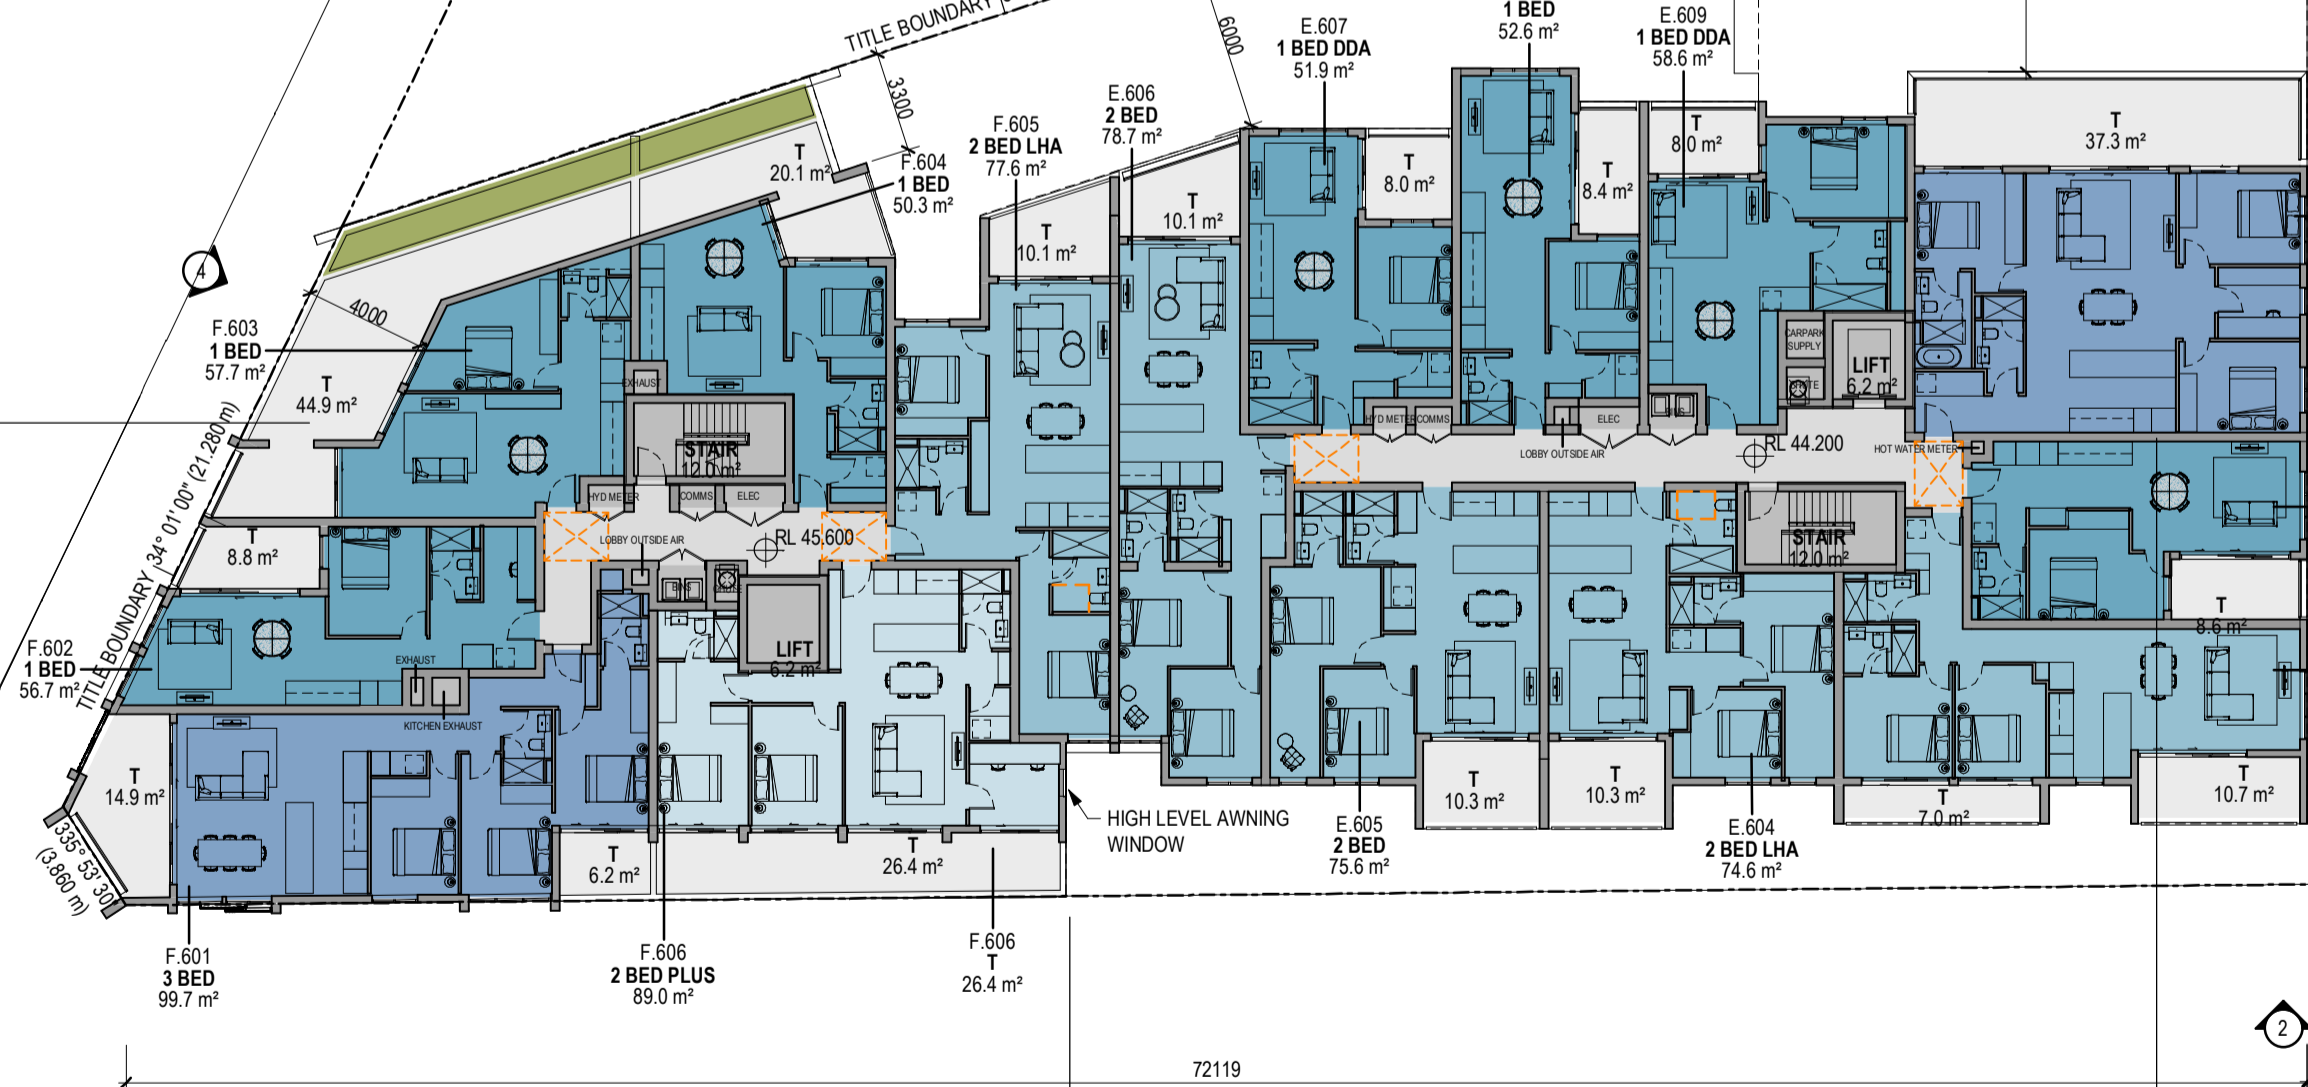 TITLE BOUNDARY
6000
3300
E.607
1 BED DDA
51.9 m²
1 BED
52.6 m²
E.609
1 BED DDA
58.6 m²
E.606
2 BED
78.7 m²
F.605
2 BED LHA
77.6 m²
F.604
1 BED
50.3 m²
T
20.1 m²
T
10.1 m²
T
10.1 m²
T
8.0 m²
T
8.4 m²
T
8.0 m²
T
37.3 m²
4
4000
F.603
1 BED
57.7 m²
T
44.9 m²
EXHAUST
STAIR
12.0 m²
HYD METER
COMMS
ELEC
LOBBY OUTSIDE AIR
RL 45.600
BINS
LIFT
6.2 m²
HYD METER
COMMS
ELEC
BINS
CARPARK
SUPPLY
LIFT
6.2 m²
LOBBY OUTSIDE AIR
RL 44.200
HOT WATER METER
STAIR
12.0 m²
TITLE BOUNDARY 34° 01' 00" (21.280m)
T
8.8 m²
F.602
1 BED
56.7 m²
EXHAUST
KITCHEN EXHAUST
T
14.9 m²
335° 53' 30"
(3.860 m)
T
6.2 m²
T
26.4 m²
HIGH LEVEL AWNING
WINDOW
T
10.3 m²
T
10.3 m²
T
7.0 m²
T
8.6 m²
T
10.7 m²
E.605
2 BED
75.6 m²
E.604
2 BED LHA
74.6 m²
F.601
3 BED
99.7 m²
F.606
2 BED PLUS
89.0 m²
F.606
T
26.4 m²
2
72119